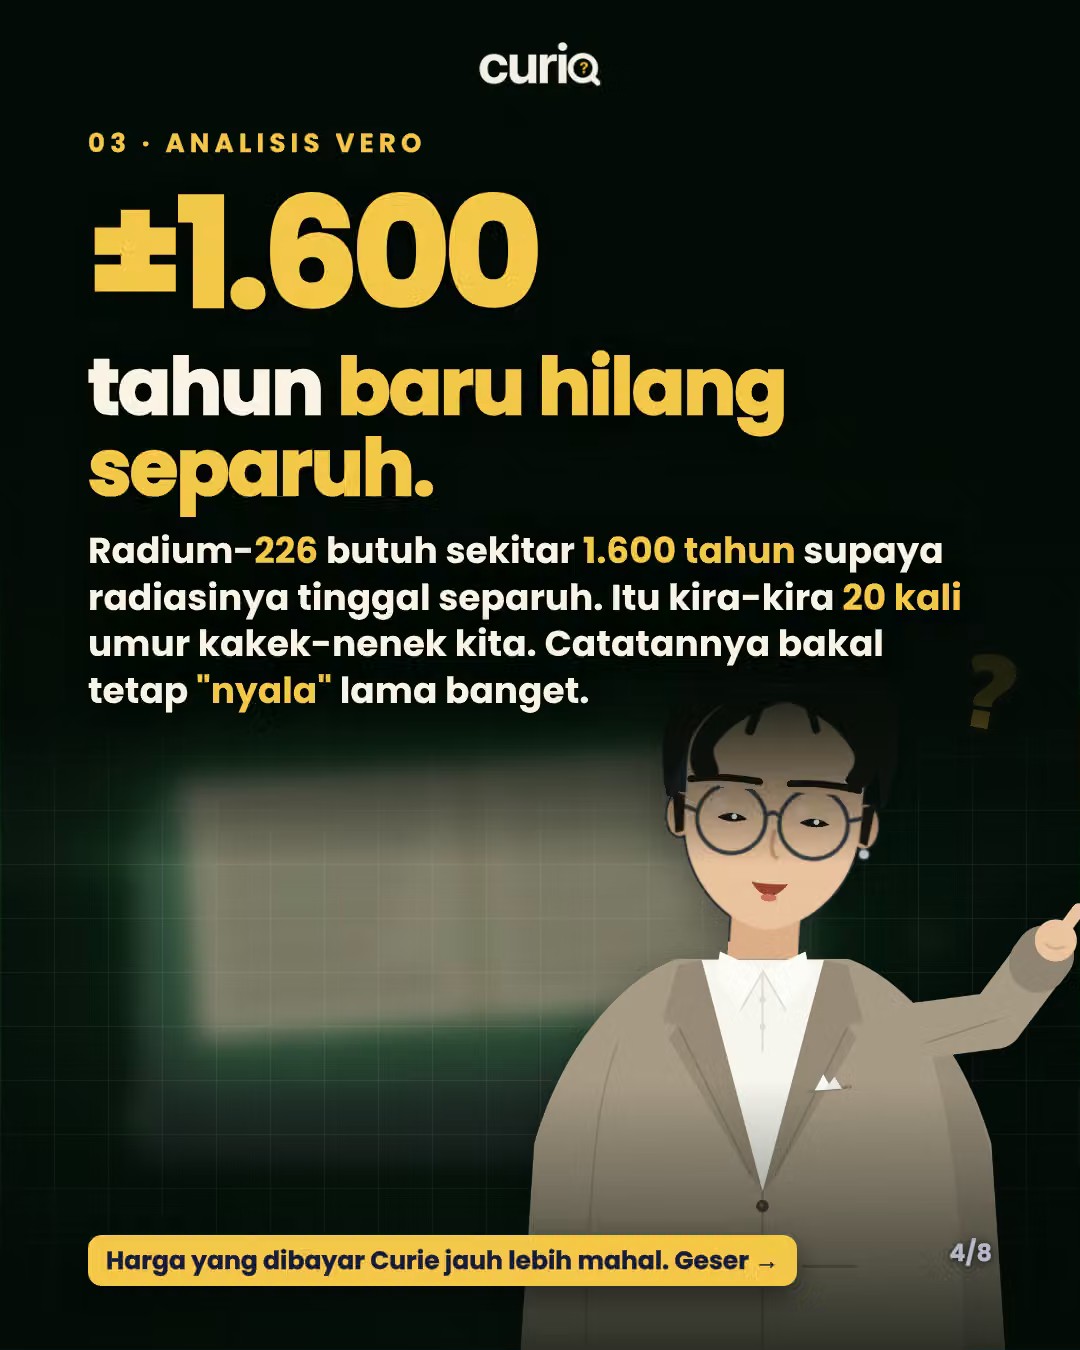 curio
03 · ANALISIS VERO
±1.600
tahun baru hilang
separuh.
Radium-226 butuh sekitar 1.600 tahun supaya
radiasinya tinggal separuh. Itu kira-kira 20 kali
umur kakek-nenek kita. Catatannya bakal
tetap "nyala" lama banget.
?
Harga yang dibayar Curie jauh lebih mahal. Geser →
4/8